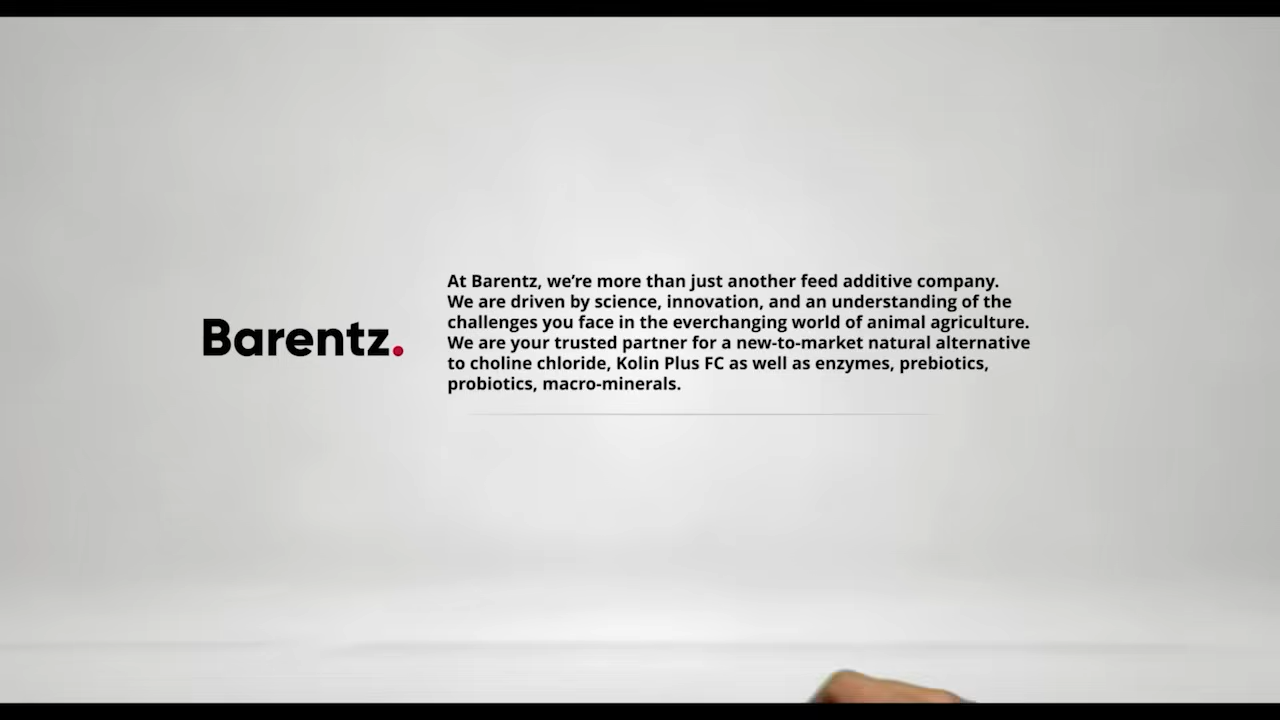 Barentz.
At Barentz, we're more than just another feed additive company.
We are driven by science, innovation, and an understanding of the
challenges you face in the everchanging world of animal agriculture.
We are your trusted partner for a new-to-market natural alternative
to choline chloride, Kolin Plus FC as well as enzymes, prebiotics,
probiotics, macro-minerals.